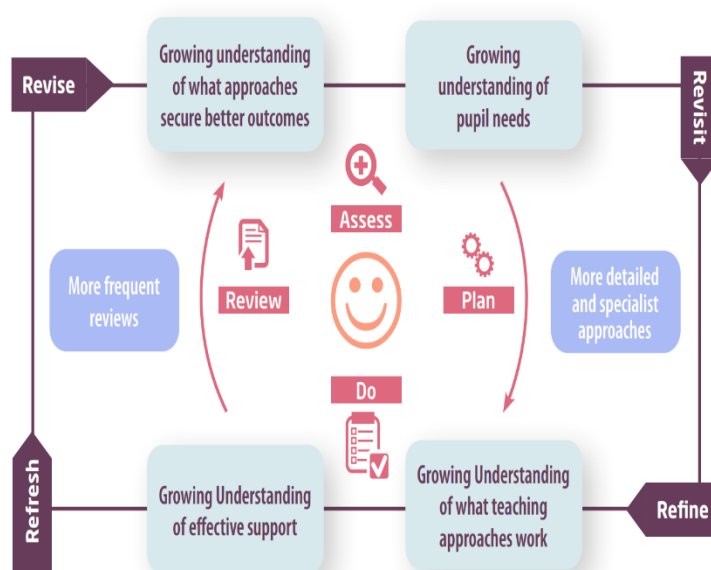 Revise
Growing understanding
of what approaches
secure better outcomes
Growing
understanding of
pupil needs
Revisit
Assess
More frequent
reviews
Review
Plan
More detailed
and specialist
approaches
Do
Refresh
Growing Understanding
of effective support
Growing Understanding
of what teaching
approaches work
Refine